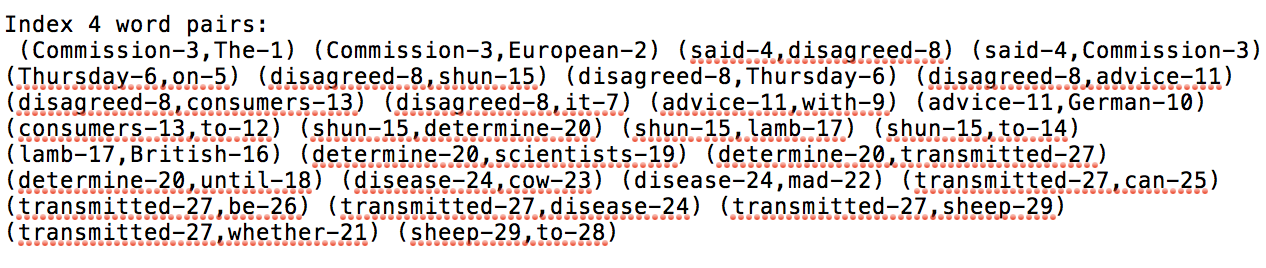 Index 4 word pairs:
(Commission-3,The-1) (Commission-3,European-2) (said-4,disagreed-8) (said-4,Commission-3)
(Thursday-6,on-5) (disagreed-8,shun-15) (disagreed-8,Thursday-6) (disagreed-8,advice-11)
(disagreed-8,consumers-13) (disagreed-8,it-7) (advice-11,with-9) (advice-11,German-10)
(consumers-13,to-12) (shun-15,determine-20) (shun-15,lamb-17) (shun-15,to-14)
(lamb-17,British-16) (determine-20,scientists-19) (determine-20,transmitted-27)
(determine-20,until-18) (disease-24,cow-23) (disease-24,mad-22) (transmitted-27,can-25)
(transmitted-27,be-26) (transmitted-27,disease-24) (transmitted-27,sheep-29)
(transmitted-27,whether-21) (sheep-29,to-28)